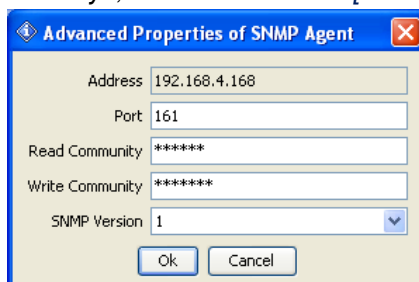 Advanced Properties of SNMP Agent
Address 192.168.4.168
Port 161
Read Community ******
Write Community *******
SNMP Version 1
Ok Cancel